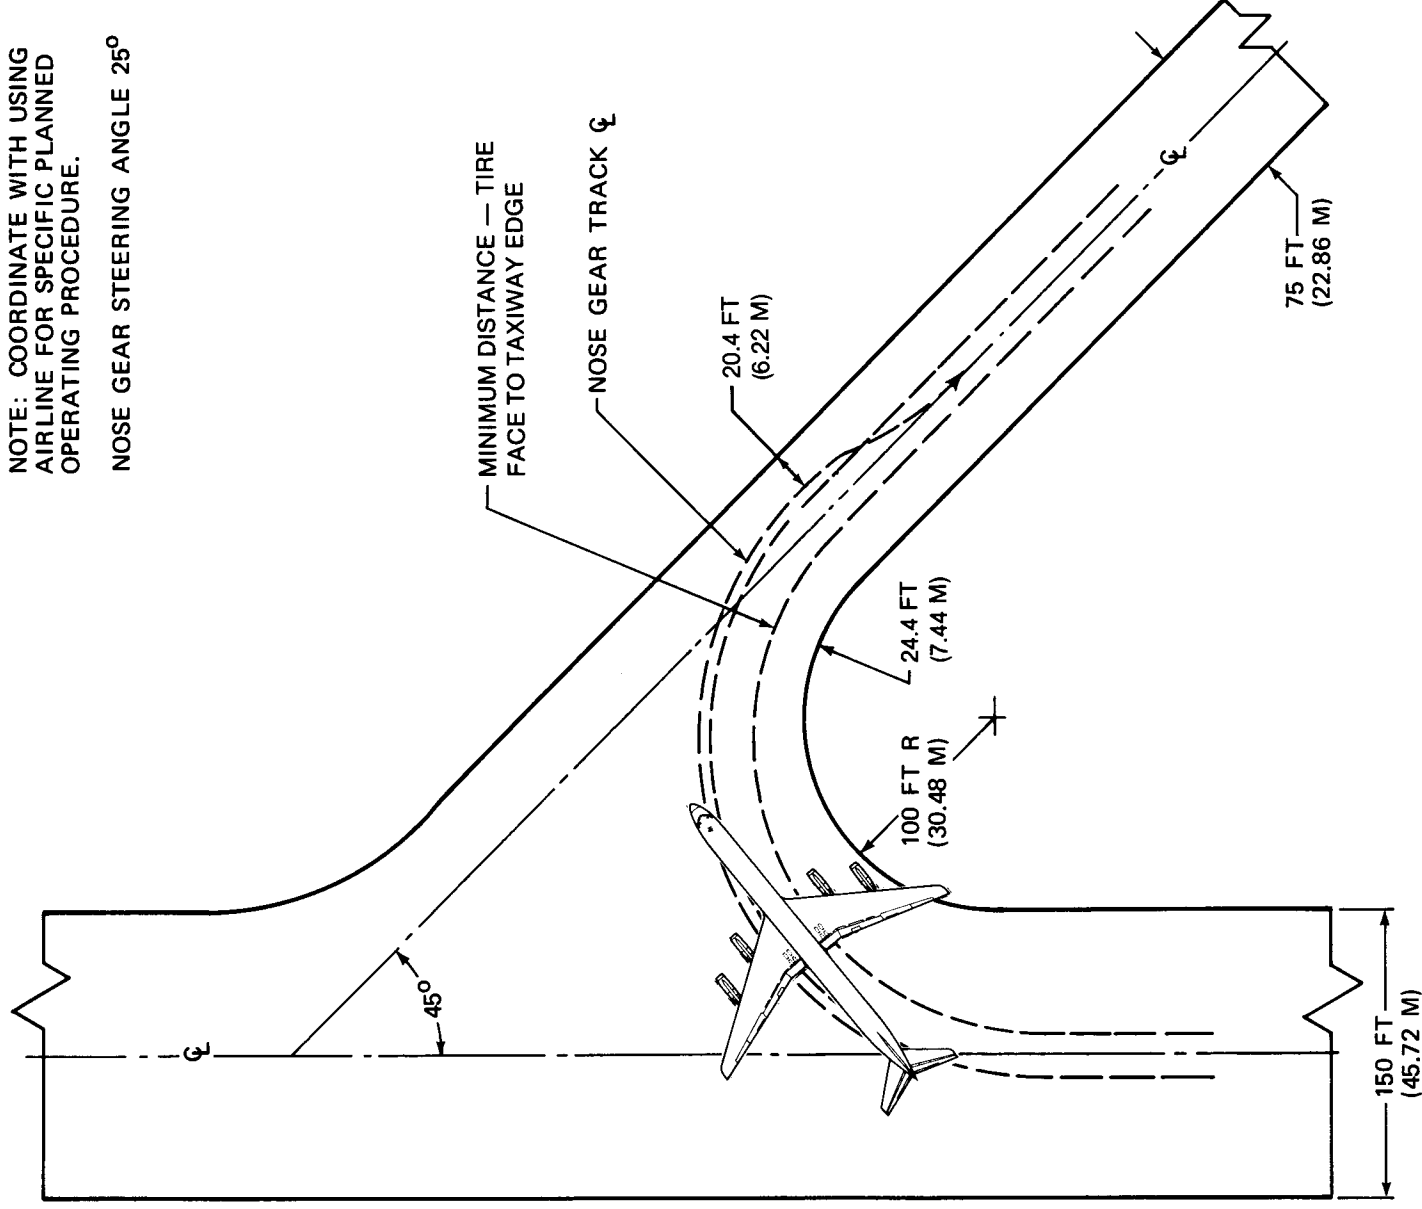 NOTE: COORDINATE WITH USING
AIRLINE FOR SPECIFIC PLANNED
OPERATING PROCEDURE.
NOSE GEAR STEERING ANGLE 25°
MINIMUM DISTANCE — TIRE
FACE TO TAXIWAY EDGE
NOSE GEAR TRACK ℄
20.4 FT
(6.22 M)
℄
75 FT
(22.86 M)
24.4 FT
(7.44 M)
100 FT R
(30.48 M)
45°
℄
150 FT
(45.72 M)